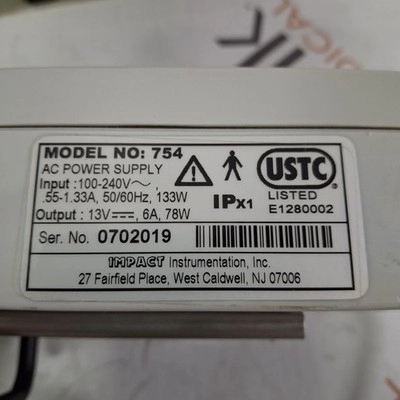 MODEL NO: 754
AC POWER SUPPLY
Input :100-240V～,
.55-1.33A, 50/60Hz, 133W
Output : 13V⎓, 6A, 78W
IPX1
USTC
LISTED
E1280002
Ser. No. 0702019
IMPACT Instrumentation, Inc.
27 Fairfield Place, West Caldwell, NJ 07006